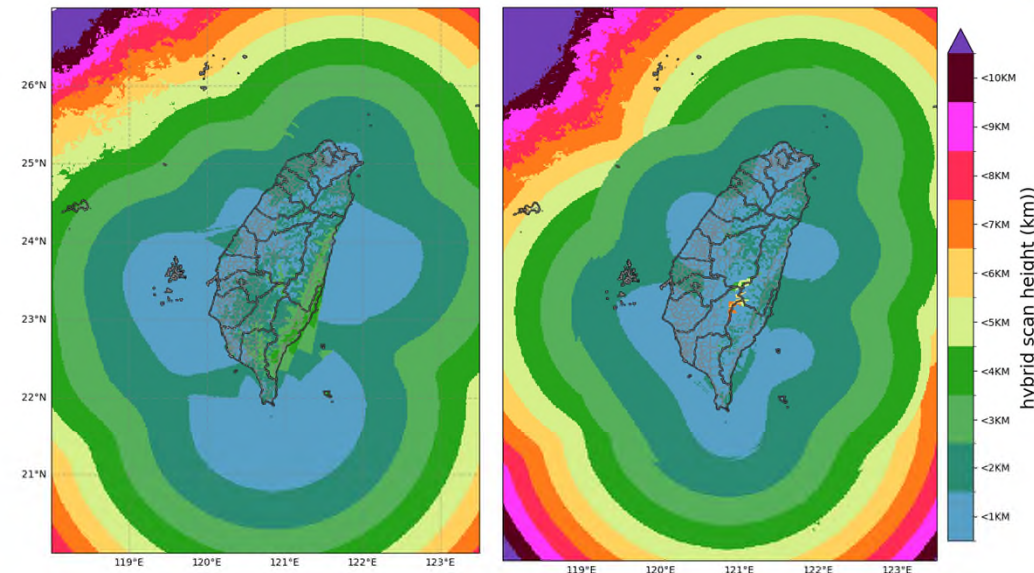 26°N
25°N
24°N
23°N
22°N
21°N
119°E 120°E 121°E 122°E 123°E
119°E 120°E 121°E 122°E 123°E
<10KM
<9KM
<8KM
<7KM
<6KM
<5KM
<4KM
<3KM
<2KM
<1KM
hybrid scan height (km))